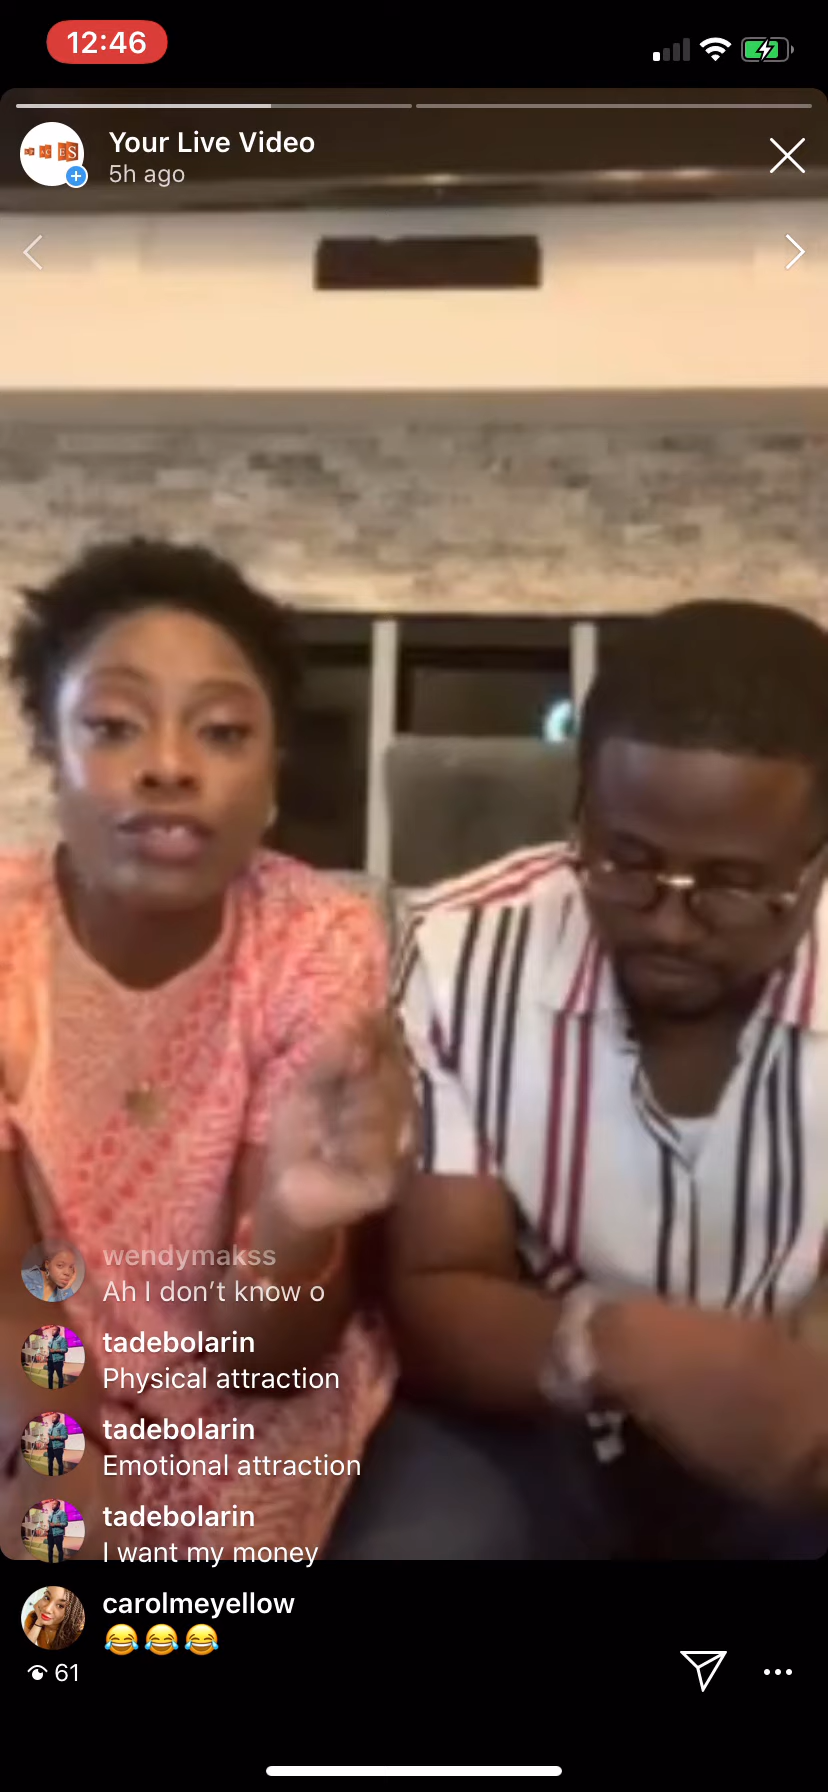 12:46
Your Live Video
5h ago
wendymakss
Ah I don’t know o
tadebolarin
Physical attraction
tadebolarin
Emotional attraction
tadebolarin
I want my money
carolmeyellow
😂😂😂
61